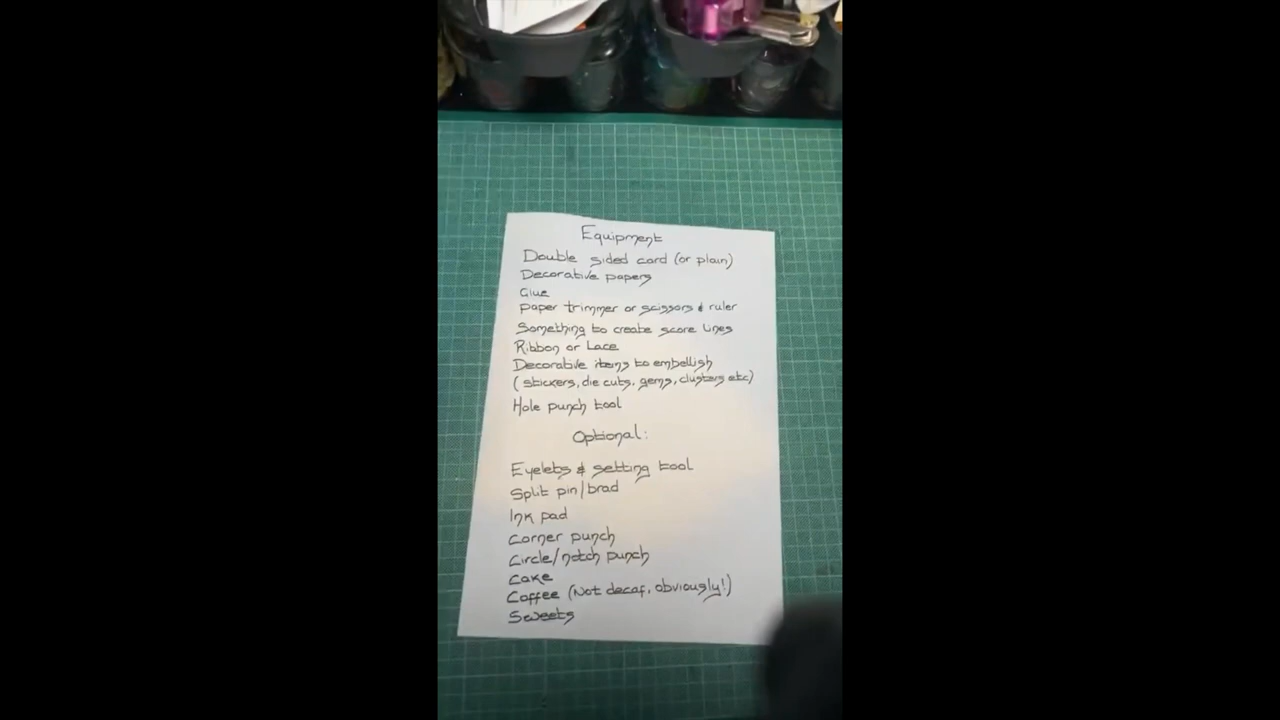 Equipment
Double sided card (or plain)
Decorative papers
Glue
paper trimmer or scissors & ruler
Something to create score lines
Ribbon or Lace
Decorative items to embellish
(stickers, die cuts, gems, clusters etc)
Hole punch tool
Optional:
Eyelets & setting tool
Split pin/brad
Ink pad
Corner punch
Circle/notch punch
Cake
Coffee (Not decaf, obviously!)
Sweets